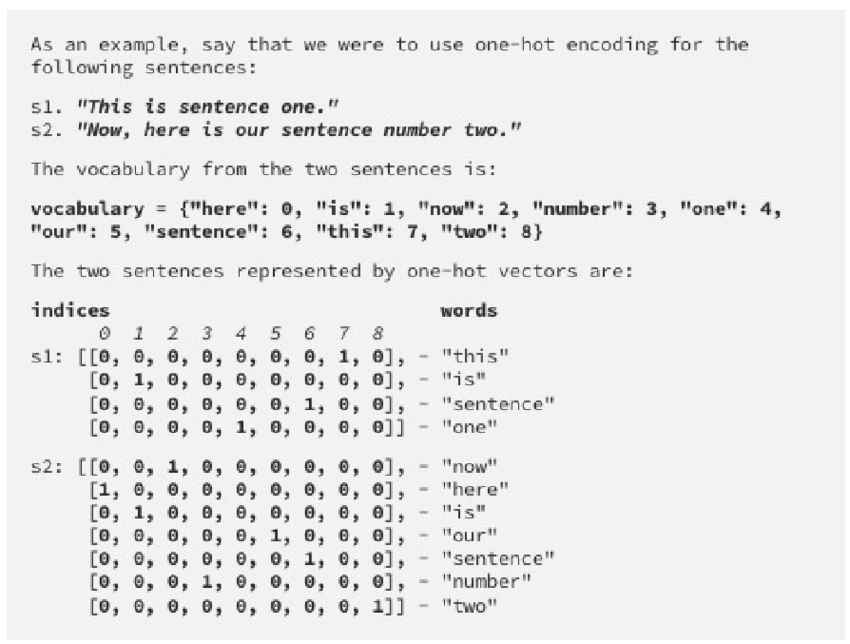 As an example, say that we were to use one-hot encoding for the
following sentences:
s1. "This is sentence one."
s2. "Now, here is our sentence number two."
The vocabulary from the two sentences is:
vocabulary = {"here": 0, "is": 1, "now": 2, "number": 3, "one": 4,
"our": 5, "sentence": 6, "this": 7, "two": 8}
The two sentences represented by one-hot vectors are:
indices words
0 1 2 3 4 5 6 7 8
s1: [[0, 0, 0, 0, 0, 0, 0, 1, 0], - "this"
[0, 1, 0, 0, 0, 0, 0, 0, 0], - "is"
[0, 0, 0, 0, 0, 0, 1, 0, 0], - "sentence"
[0, 0, 0, 0, 1, 0, 0, 0, 0]] - "one"
s2: [[0, 0, 1, 0, 0, 0, 0, 0, 0], - "now"
[1, 0, 0, 0, 0, 0, 0, 0, 0], - "here"
[0, 1, 0, 0, 0, 0, 0, 0, 0], - "is"
[0, 0, 0, 0, 0, 1, 0, 0, 0], - "our"
[0, 0, 0, 0, 0, 0, 1, 0, 0], - "sentence"
[0, 0, 0, 1, 0, 0, 0, 0, 0], - "number"
[0, 0, 0, 0, 0, 0, 0, 0, 1]] - "two"